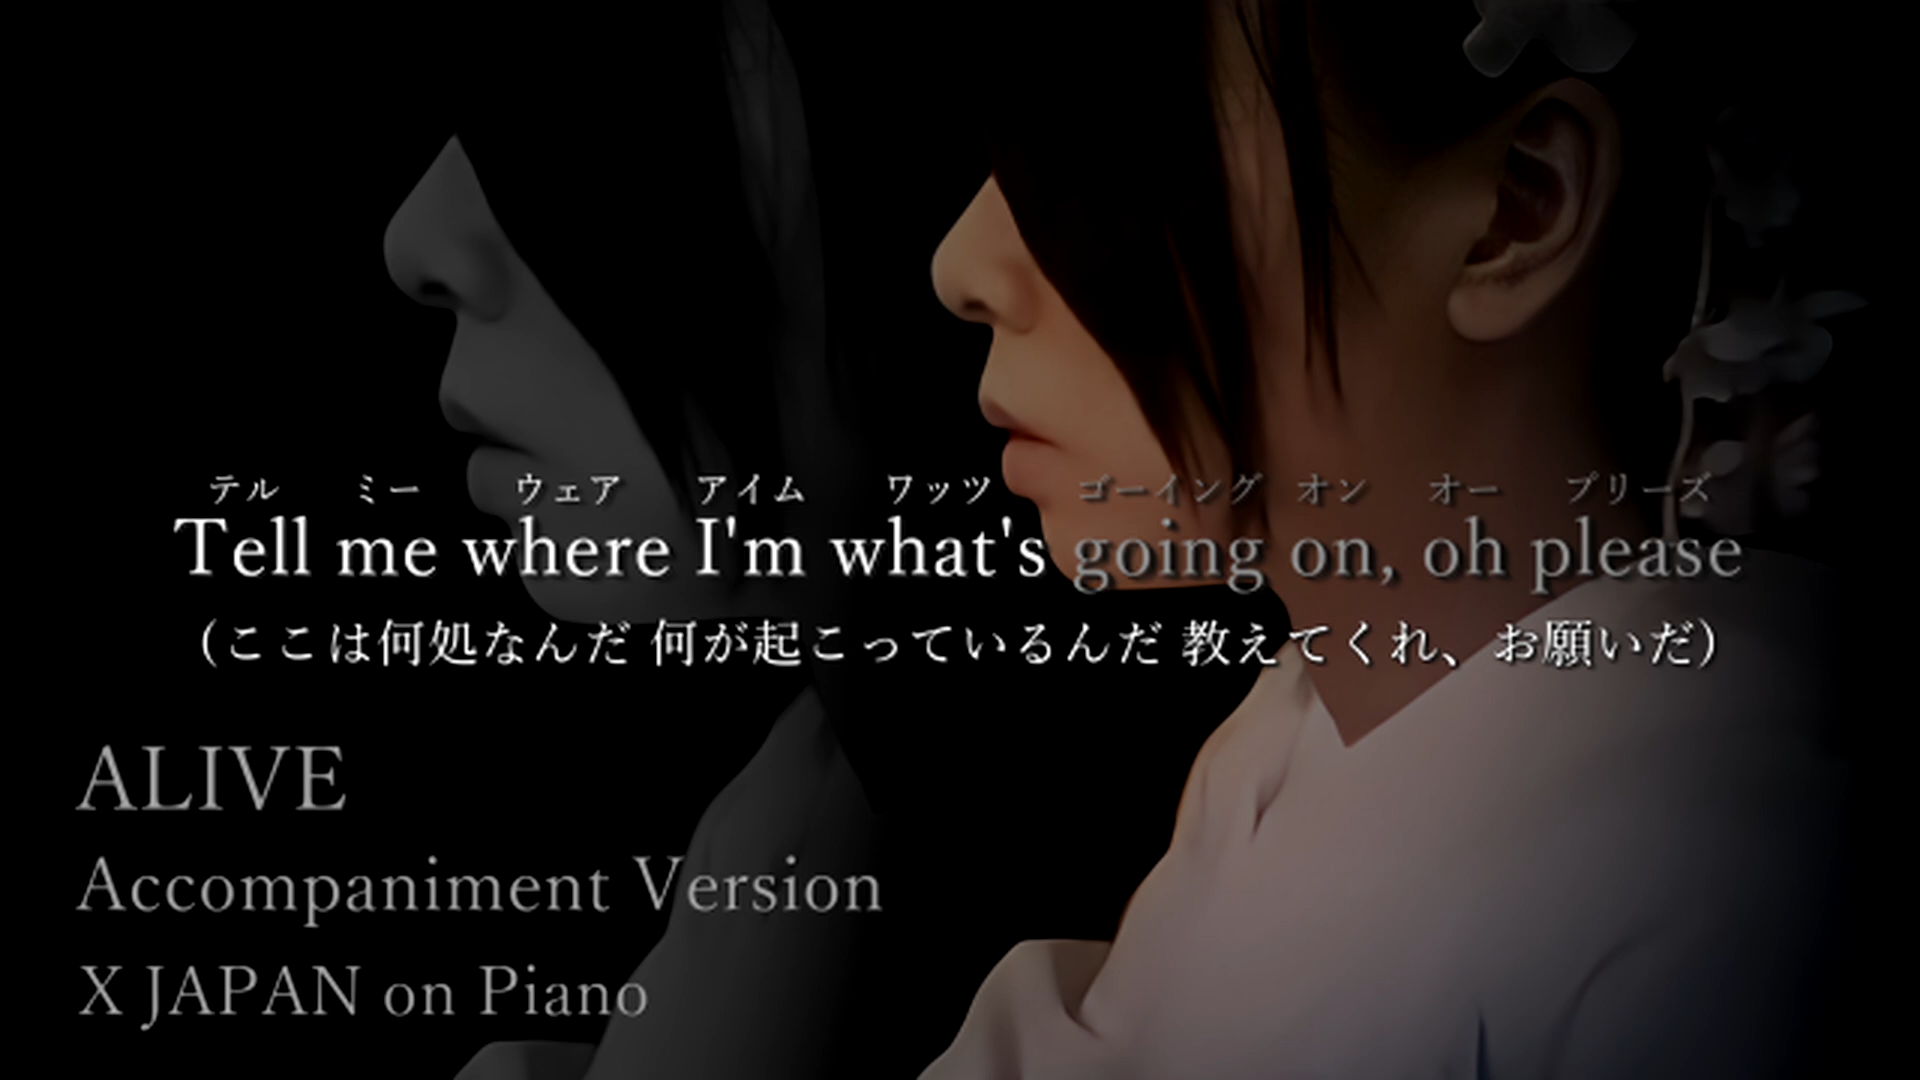 テル ミー ウェア アイム ワッツ ゴーイング オン オー プリーズ
Tell me where I'm what's going on, oh please
（ここは何処なんだ 何が起こっているんだ 教えてくれ、お願いだ）
ALIVE
Accompaniment Version
X JAPAN on Piano